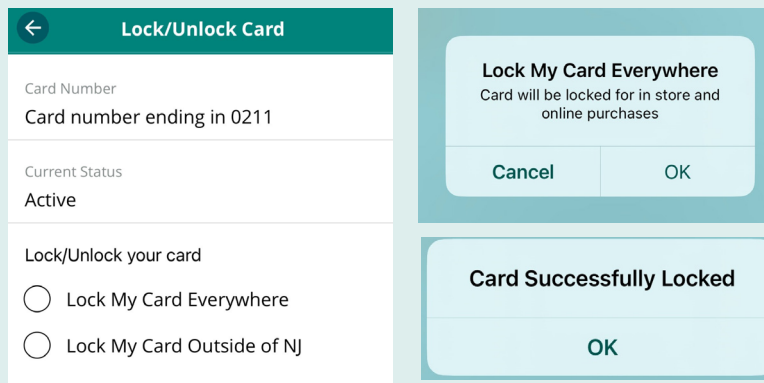 Lock/Unlock Card
Card Number
Card number ending in 0211
Current Status
Active
Lock/Unlock your card
Lock My Card Everywhere
Lock My Card Outside of NJ
Lock My Card Everywhere
Card will be locked for in store and
online purchases
Cancel
OK
Card Successfully Locked
OK